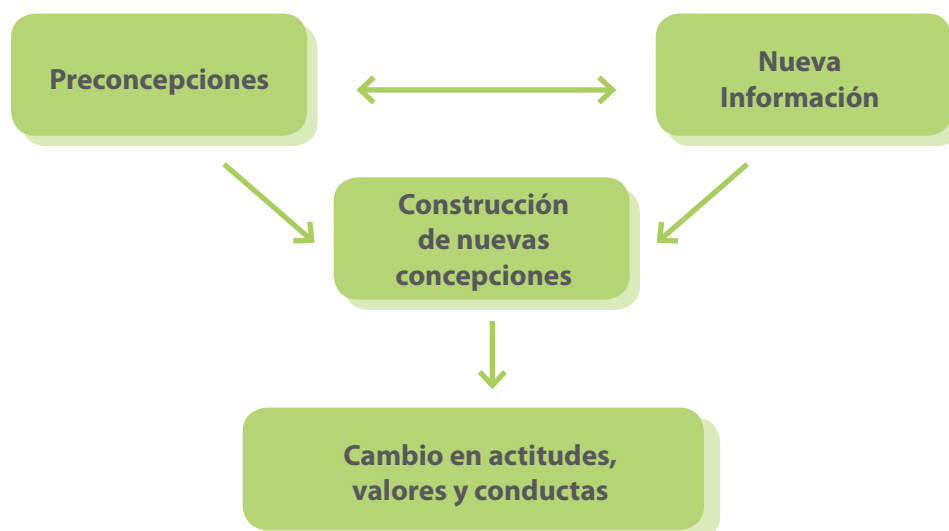 Preconcepciones
Nueva
Información
Construcción
de nuevas
concepciones
Cambio en actitudes,
valores y conductas